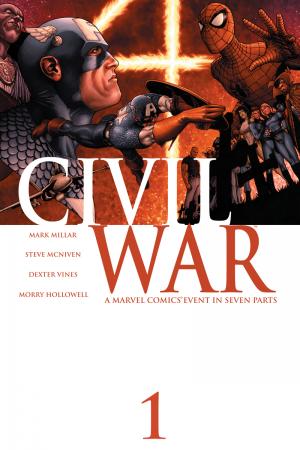 CIVIL
WAR
MARK MILLAR
STEVE MCNIVEN
DEXTER VINES
MORRY HOLLOWELL
A MARVEL COMICS EVENT IN SEVEN PARTS
1